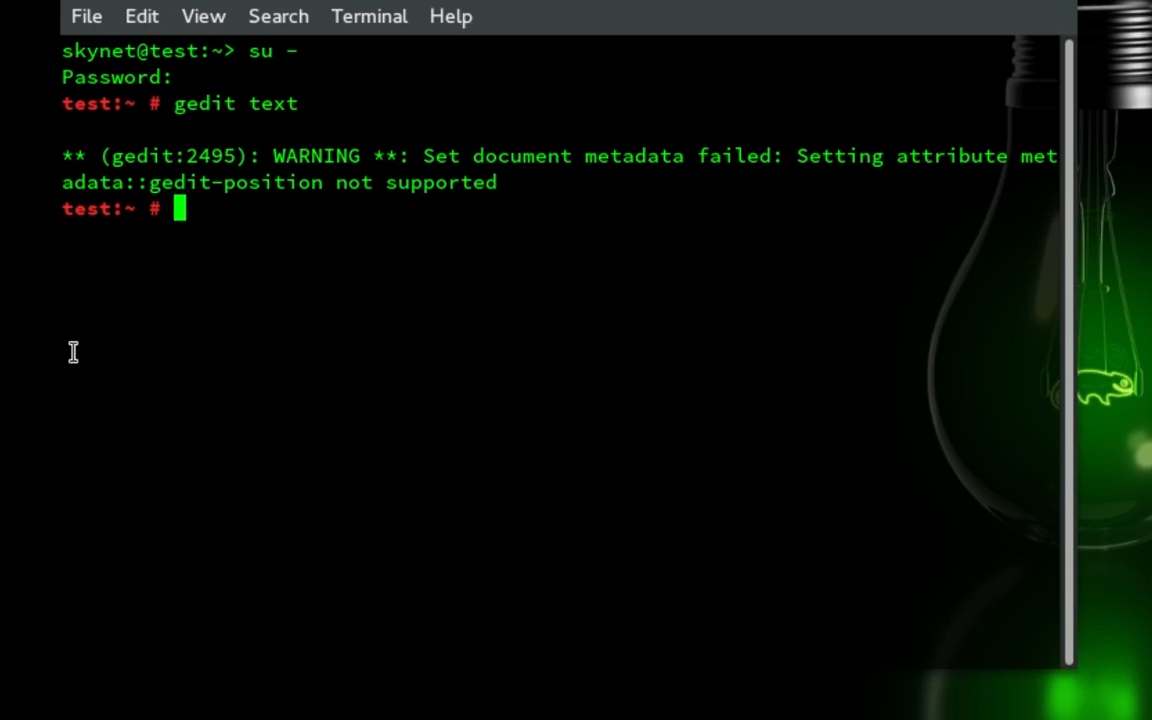 File Edit View Search Terminal Help
skynet@test:~> su -
Password:
test:~ # gedit text
** (gedit:2495): WARNING **: Set document metadata failed: Setting attribute met
adata::gedit-position not supported
test:~ #